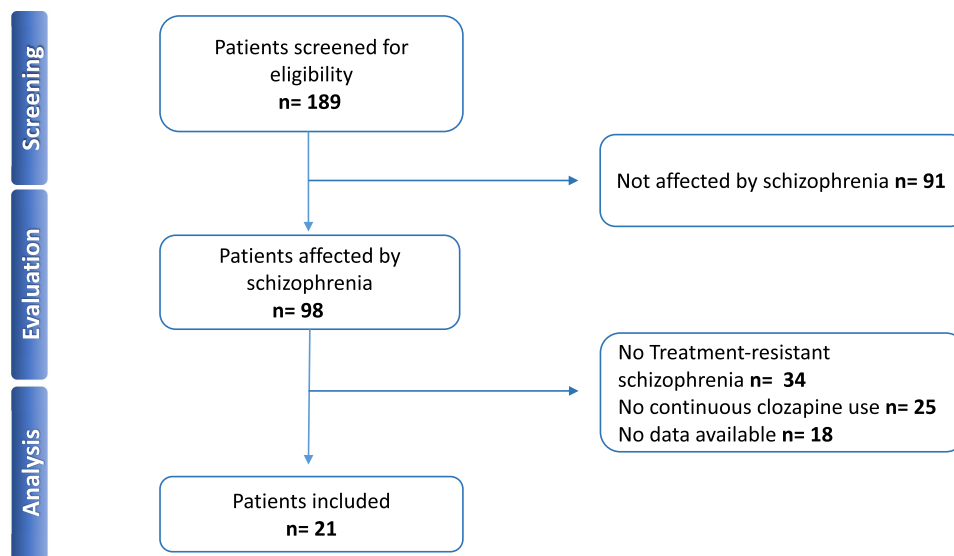 Screening
Patients screened for
eligibility
n= 189
Not affected by schizophrenia n= 91
Evaluation
Patients affected by
schizophrenia
n= 98
No Treatment-resistant
schizophrenia n= 34
No continuous clozapine use n= 25
No data available n= 18
Analysis
Patients included
n= 21